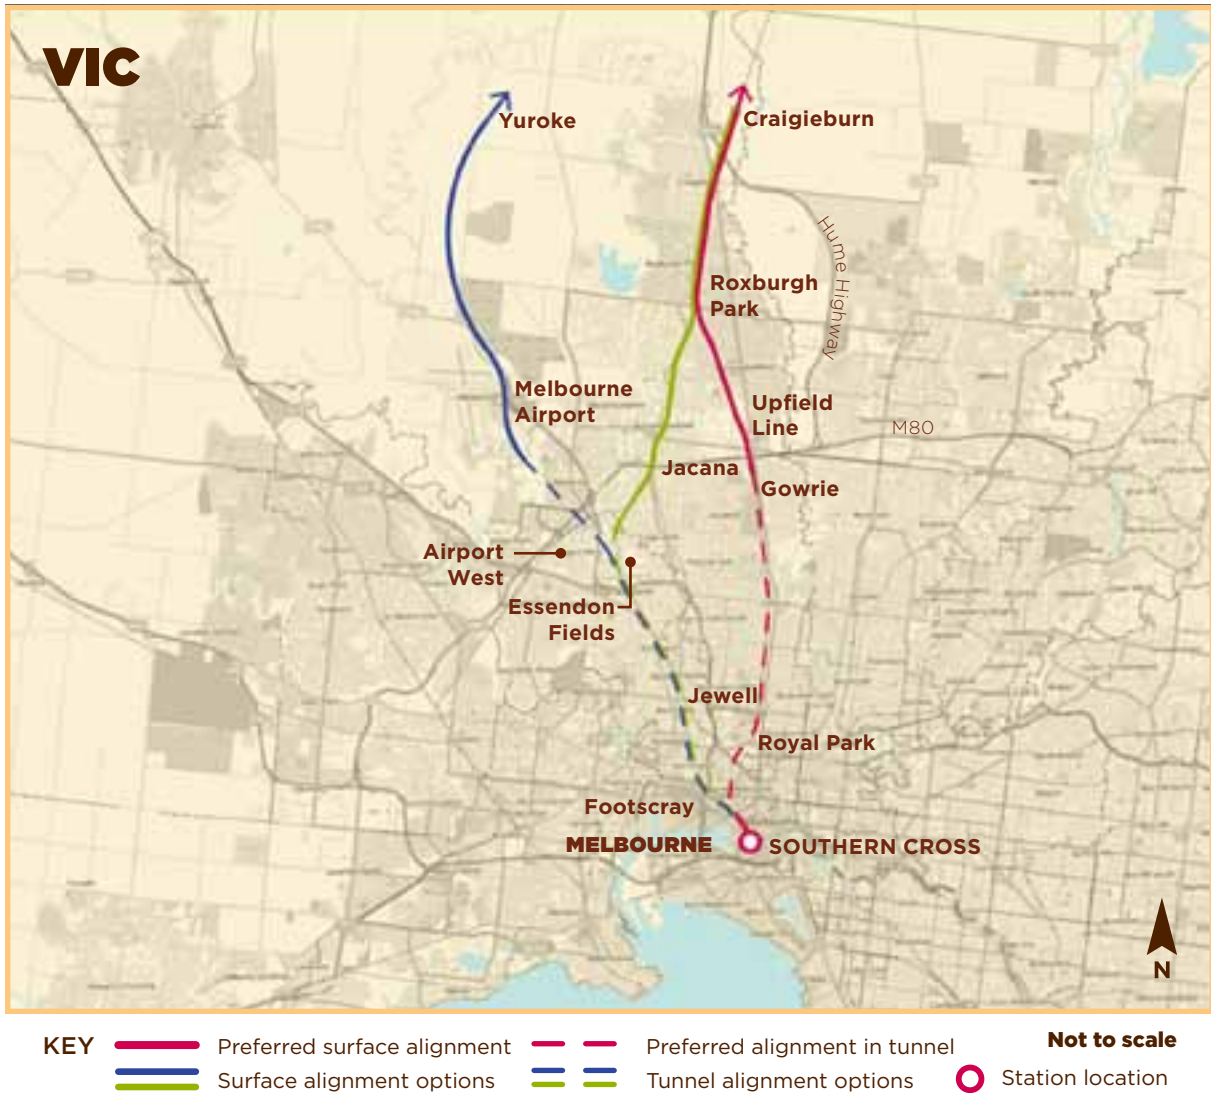 VIC
Yuroke
Craigieburn
Hume Highway
Roxburgh
Park
Melbourne
Airport
Upfield
Line
M80
Jacana
Gowrie
Airport
West
Essendon
Fields
Jewell
Royal Park
Footscray
MELBOURNE
SOUTHERN CROSS
N
KEY
Preferred surface alignment
Preferred alignment in tunnel
Not to scale
Surface alignment options
Tunnel alignment options
Station location